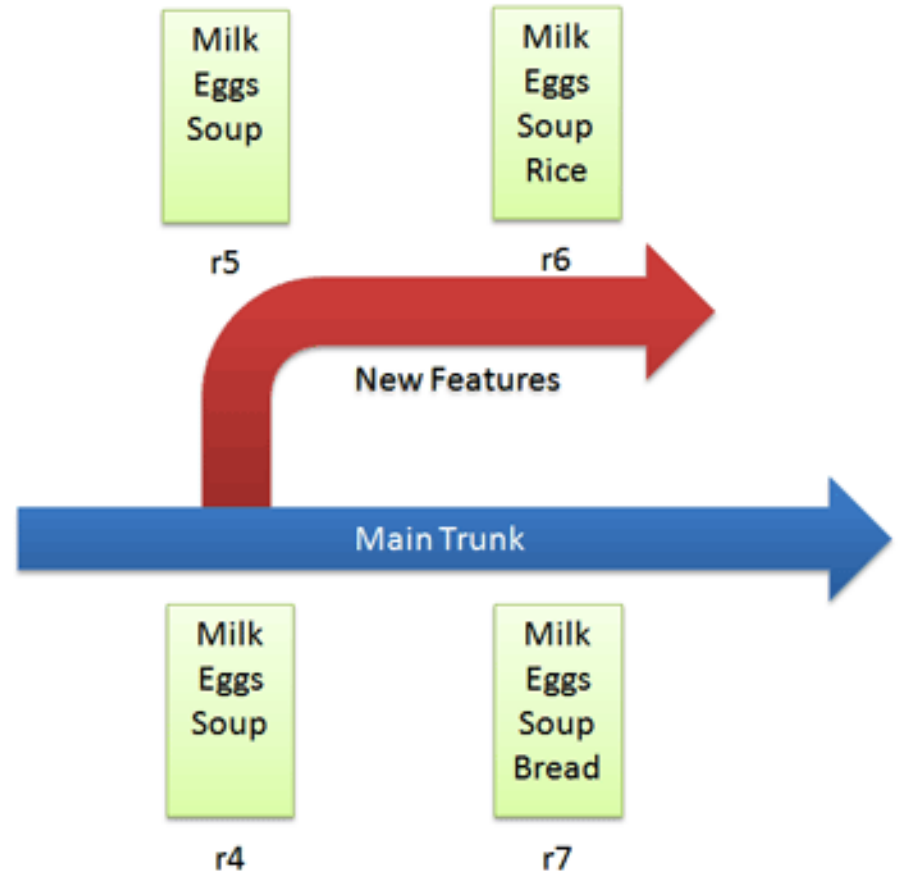 Milk
Eggs
Soup
r5
Milk
Eggs
Soup
Rice
r6
New Features
Main Trunk
Milk
Eggs
Soup
r4
Milk
Eggs
Soup
Bread
r7